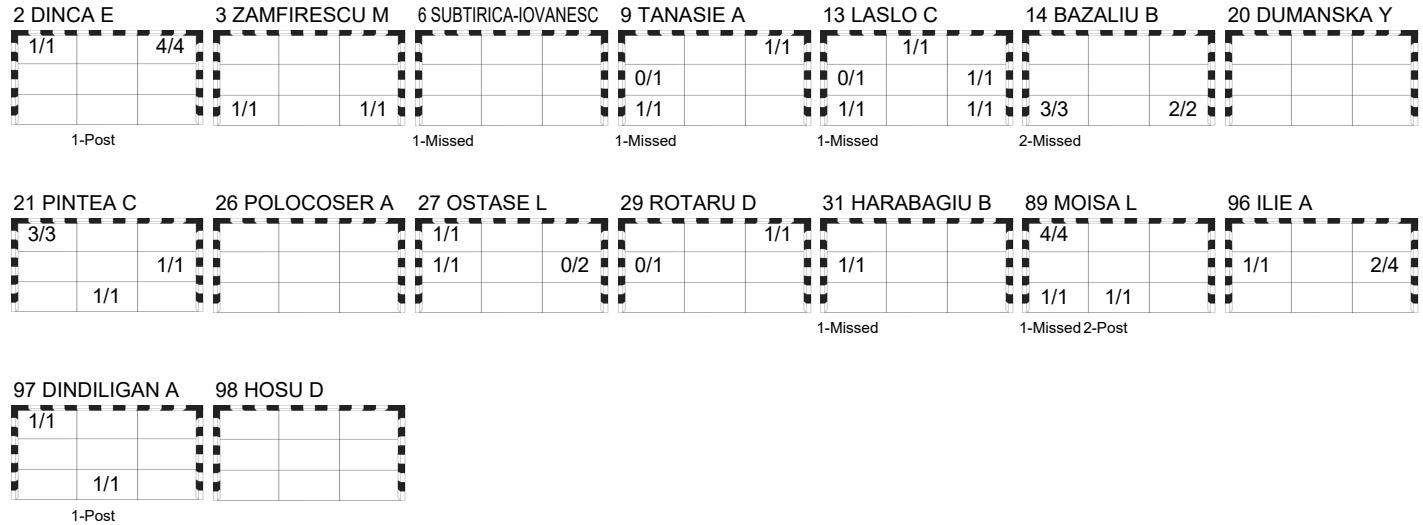 2 DINCA E 3 ZAMFIRESCU M 6 SUBTIRICA-IOVANESC 9 TANASIE A 13 LASLO C 14 BAZALIU B 20 DUMANSKA Y
1/1 4/4 1/1 1/1
0/1 0/1 1/1
1/1 1/1 1/1 1/1 1/1 3/3 2/2
1-Post 1-Missed 1-Missed 1-Missed 2-Missed
21 PINTEA C 26 POLOCOSER A 27 OSTASE L 29 ROTARU D 31 HARABAGIU B 89 MOISA L 96 ILIE A
3/3 1/1 1/1 4/4
1/1 1/1 0/2 0/1 1/1 1/1 2/4
1/1 1/1 1/1
1-Missed 1-Missed 2-Post
97 DINDILIGAN A 98 HOSU D
1/1
1/1
1-Post